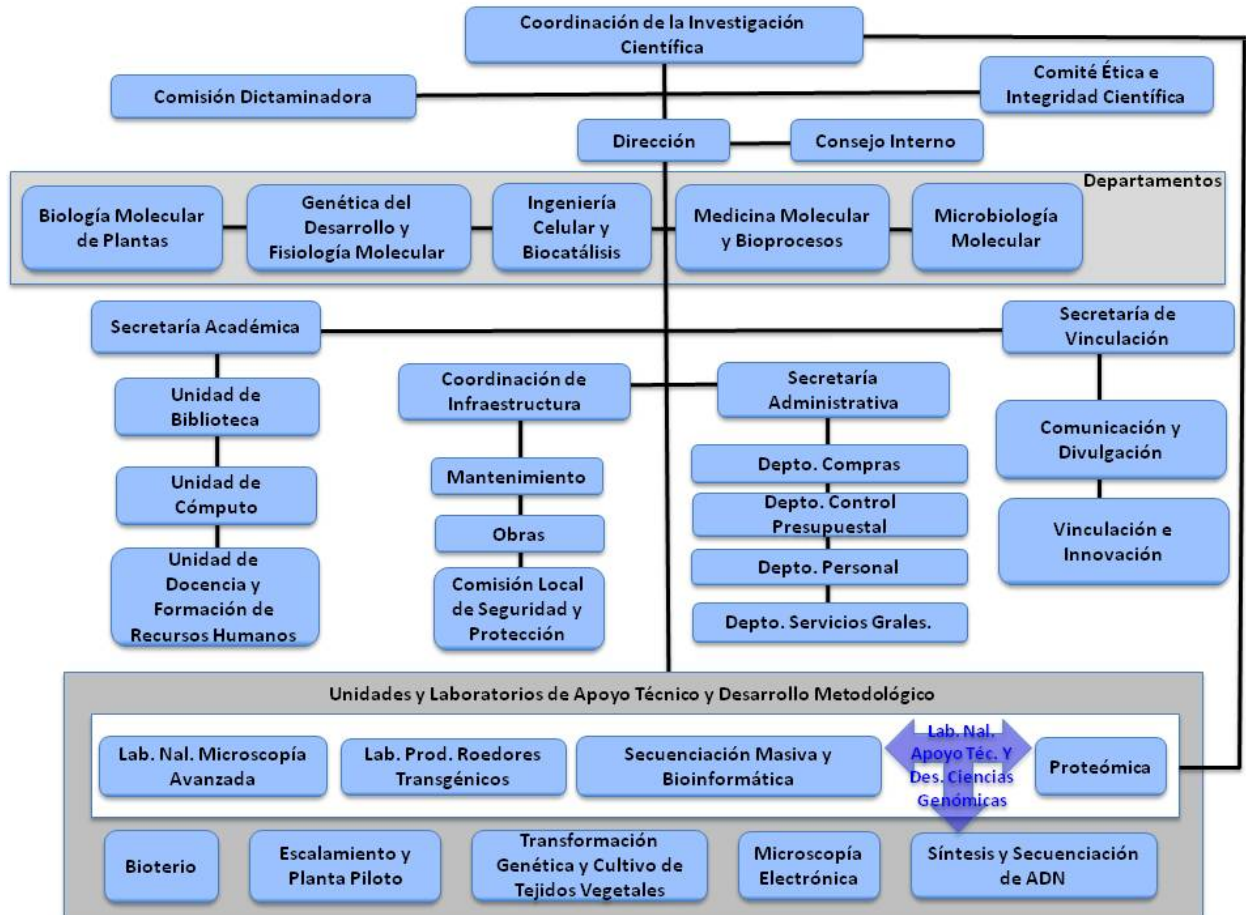 Coordinación de la Investigación
Científica
Comisión Dictaminadora
Comité Ética e
Integridad Científica
Dirección
Consejo Interno
Departamentos
Biología Molecular
de Plantas
Genética del
Desarrollo y
Fisiología Molecular
Ingeniería
Celular y
Biocatálisis
Medicina Molecular
y Bioprocesos
Microbiología
Molecular
Secretaría Académica
Secretaría de
Vinculación
Unidad de
Biblioteca
Unidad de
Cómputo
Unidad de
Docencia y
Formación de
Recursos Humanos
Coordinación de
Infraestructura
Mantenimiento
Obras
Comisión Local
de Seguridad y
Protección
Secretaría
Administrativa
Depto. Compras
Depto. Control
Presupuestal
Depto. Personal
Depto. Servicios Grales.
Comunicación y
Divulgación
Vinculación e
Innovación
Unidades y Laboratorios de Apoyo Técnico y Desarrollo Metodológico
Lab. Nal. Microscopía
Avanzada
Lab. Prod. Roedores
Transgénicos
Secuenciación Masiva y
Bioinformática
Lab. Nal.
Apoyo Téc. Y
Des. Ciencias
Genómicas
Proteómica
Bioterio
Escalamiento y
Planta Piloto
Transformación
Genética y Cultivo de
Tejidos Vegetales
Microscopía
Electrónica
Síntesis y Secuenciación
de ADN